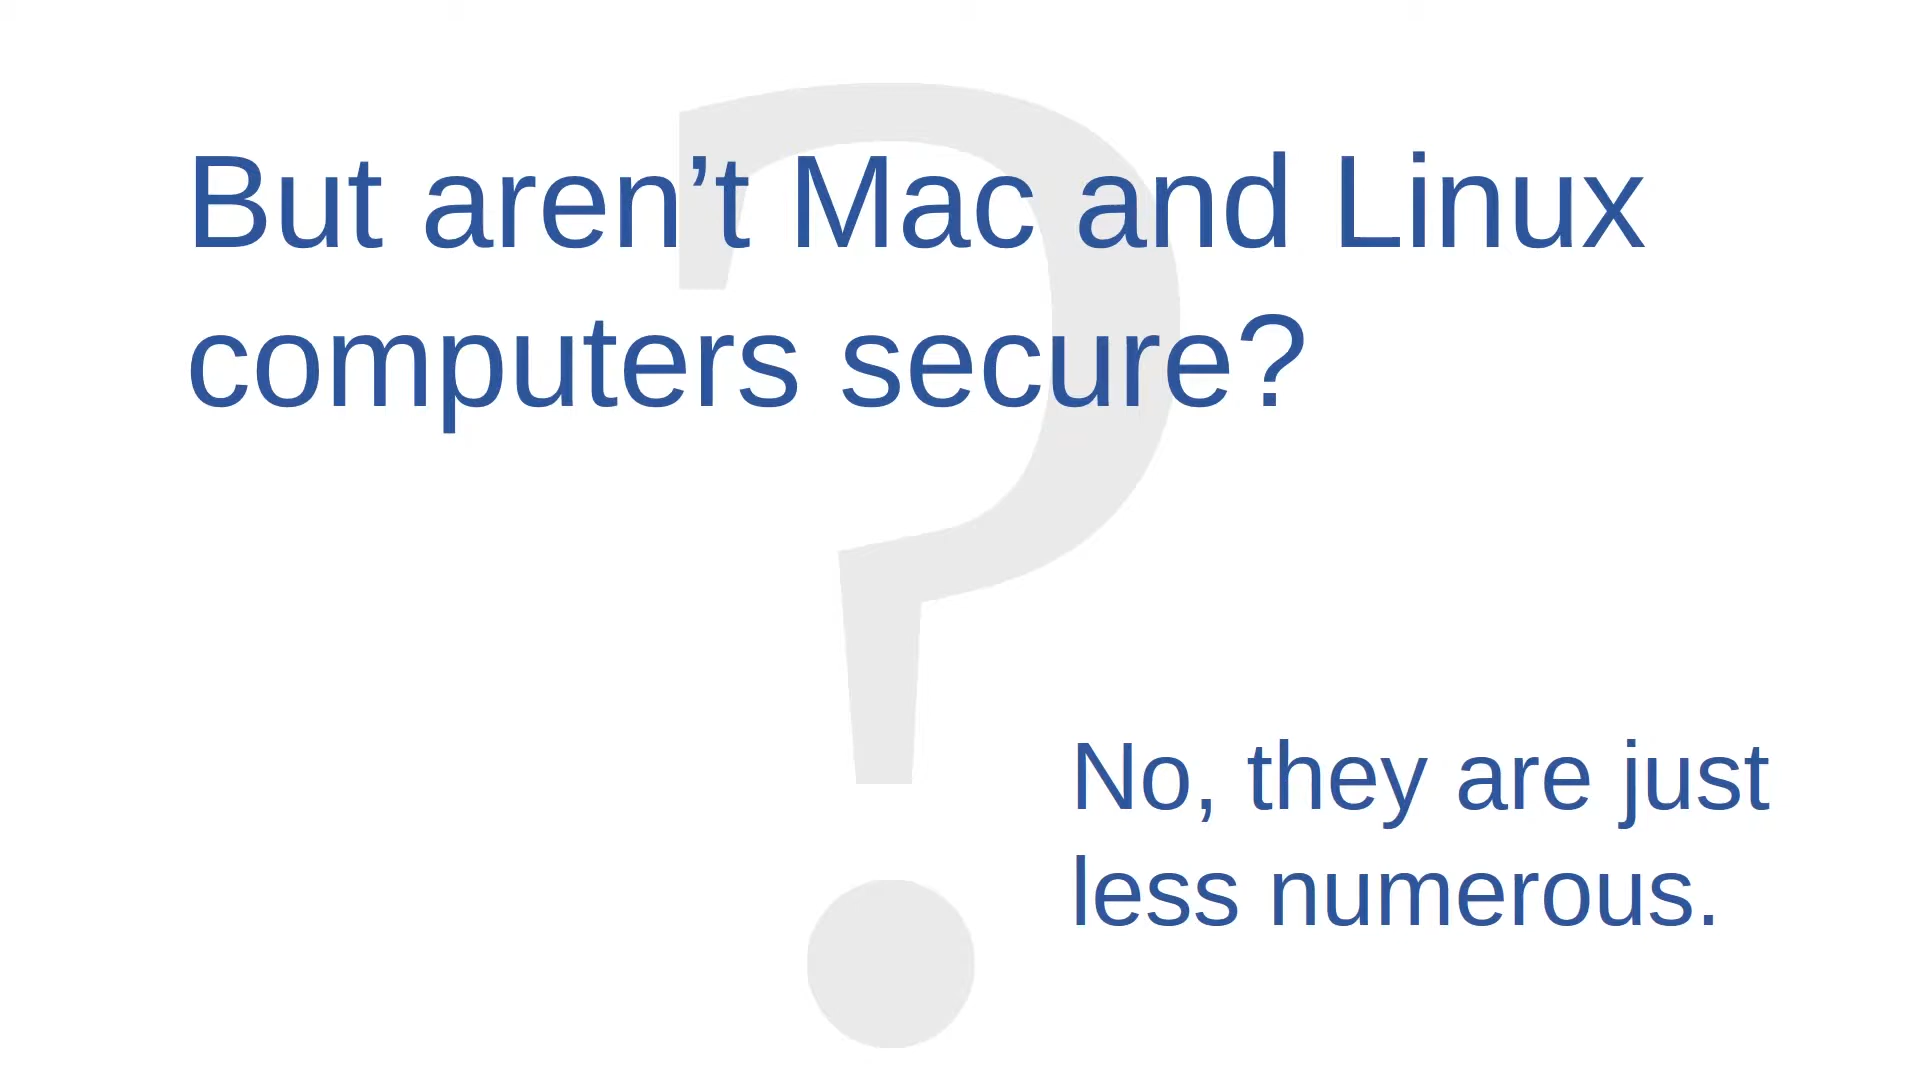 But aren’t Mac and Linux
computers secure?
No, they are just
less numerous.